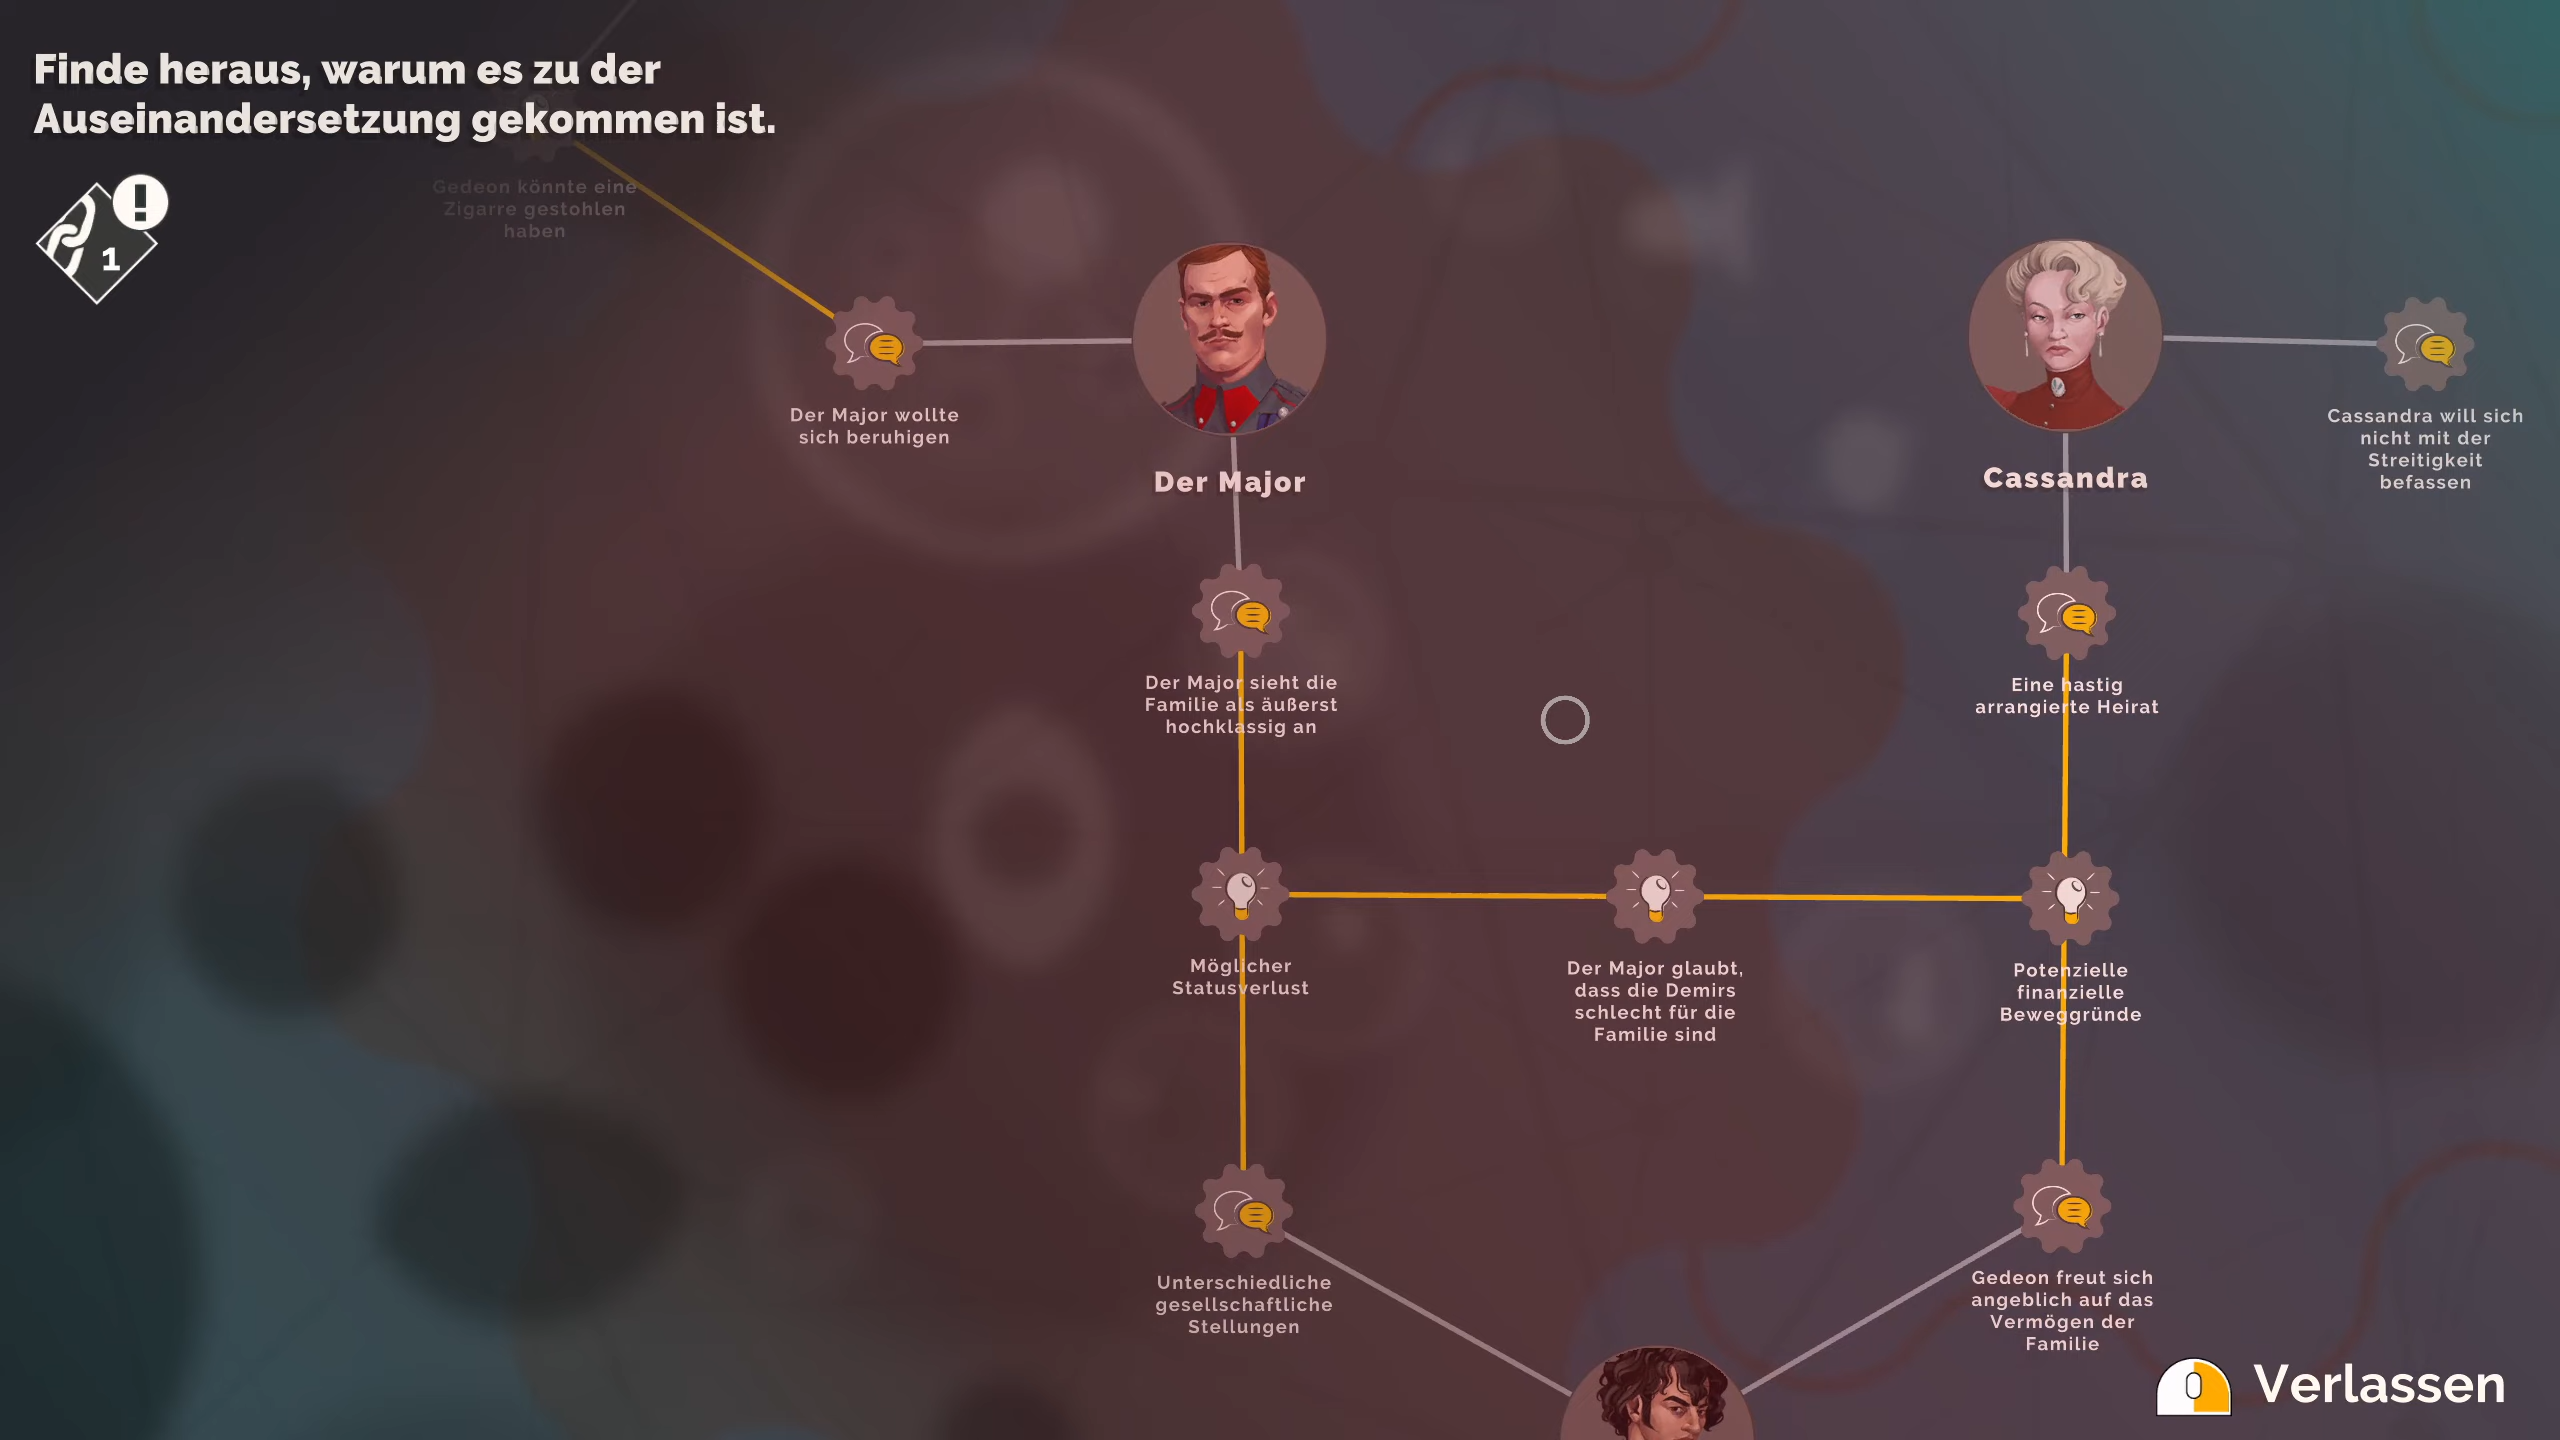 Finde heraus, warum es zu der
Auseinandersetzung gekommen ist.
1
Gedeon könnte eine
Zigarre gestohlen
haben
Der Major wollte
sich beruhigen
Der Major
Cassandra
Cassandra will sich
nicht mit der
Streitigkeit
befassen
Der Major sieht die
Familie als äußerst
hochklassig an
Eine hastig
arrangierte Heirat
Möglicher
Statusverlust
Der Major glaubt,
dass die Demirs
schlecht für die
Familie sind
Potenzielle
finanzielle
Beweggründe
Unterschiedliche
gesellschaftliche
Stellungen
Gedeon freut sich
angeblich auf das
Vermögen der
Familie
Verlassen